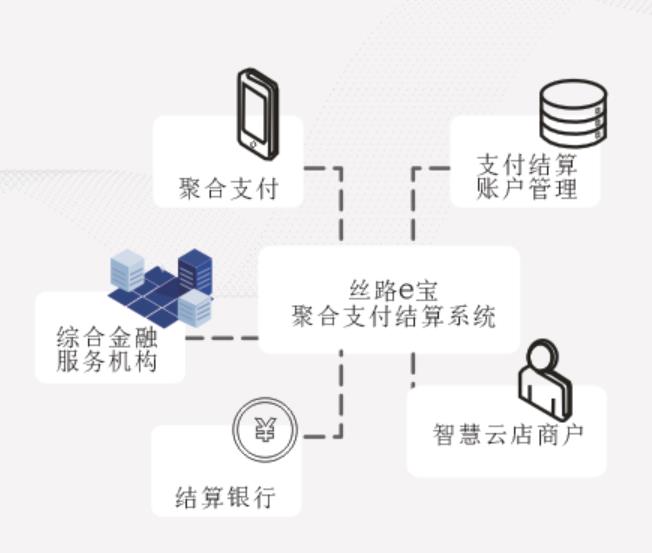 聚合支付
支付结算
账户管理
丝路e宝
聚合支付结算系统
综合金融
服务机构
智慧云店商户
¥
结算银行